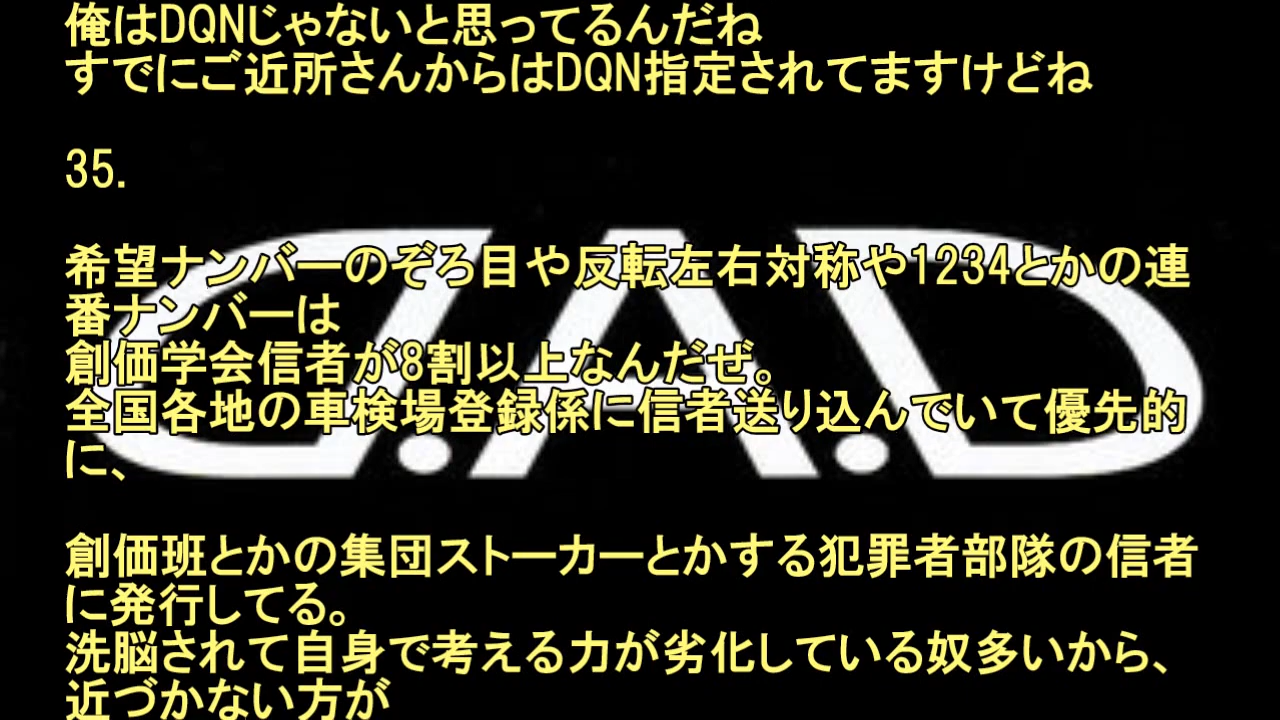 俺はDQNじゃないと思ってるんだね
すでにご近所さんからはDQN指定されてますけどね
35.
希望ナンバーのぞろ目や反転左右対称や1234とかの連
番ナンバーは
創価学会信者が8割以上なんだぜ。
全国各地の車検場登録係に信者送り込んでいて優先的
に、
D.A.D
創価班とかの集団ストーカーとかする犯罪者部隊の信者
に発行してる。
洗脳されて自身で考える力が劣化している奴多いから、
近づかない方が